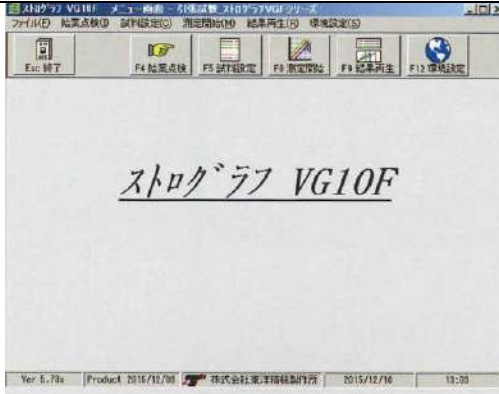 ストログラフ VG10F メニュー画面 - 引張試験 ストログラフVGFシリーズ
ファイル(F) 始業点検(I) 試料設定(C) 測定開始(M) 結果再生(R) 環境設定(S)
Esc 終了 F4 始業点検 F5 試料設定 F8 測定開始 F9 結果再生 F12 環境設定
ストログラフ VG10F
Ver 5.73x Product 2015/12/08 株式会社東洋精機製作所 2015/12/16